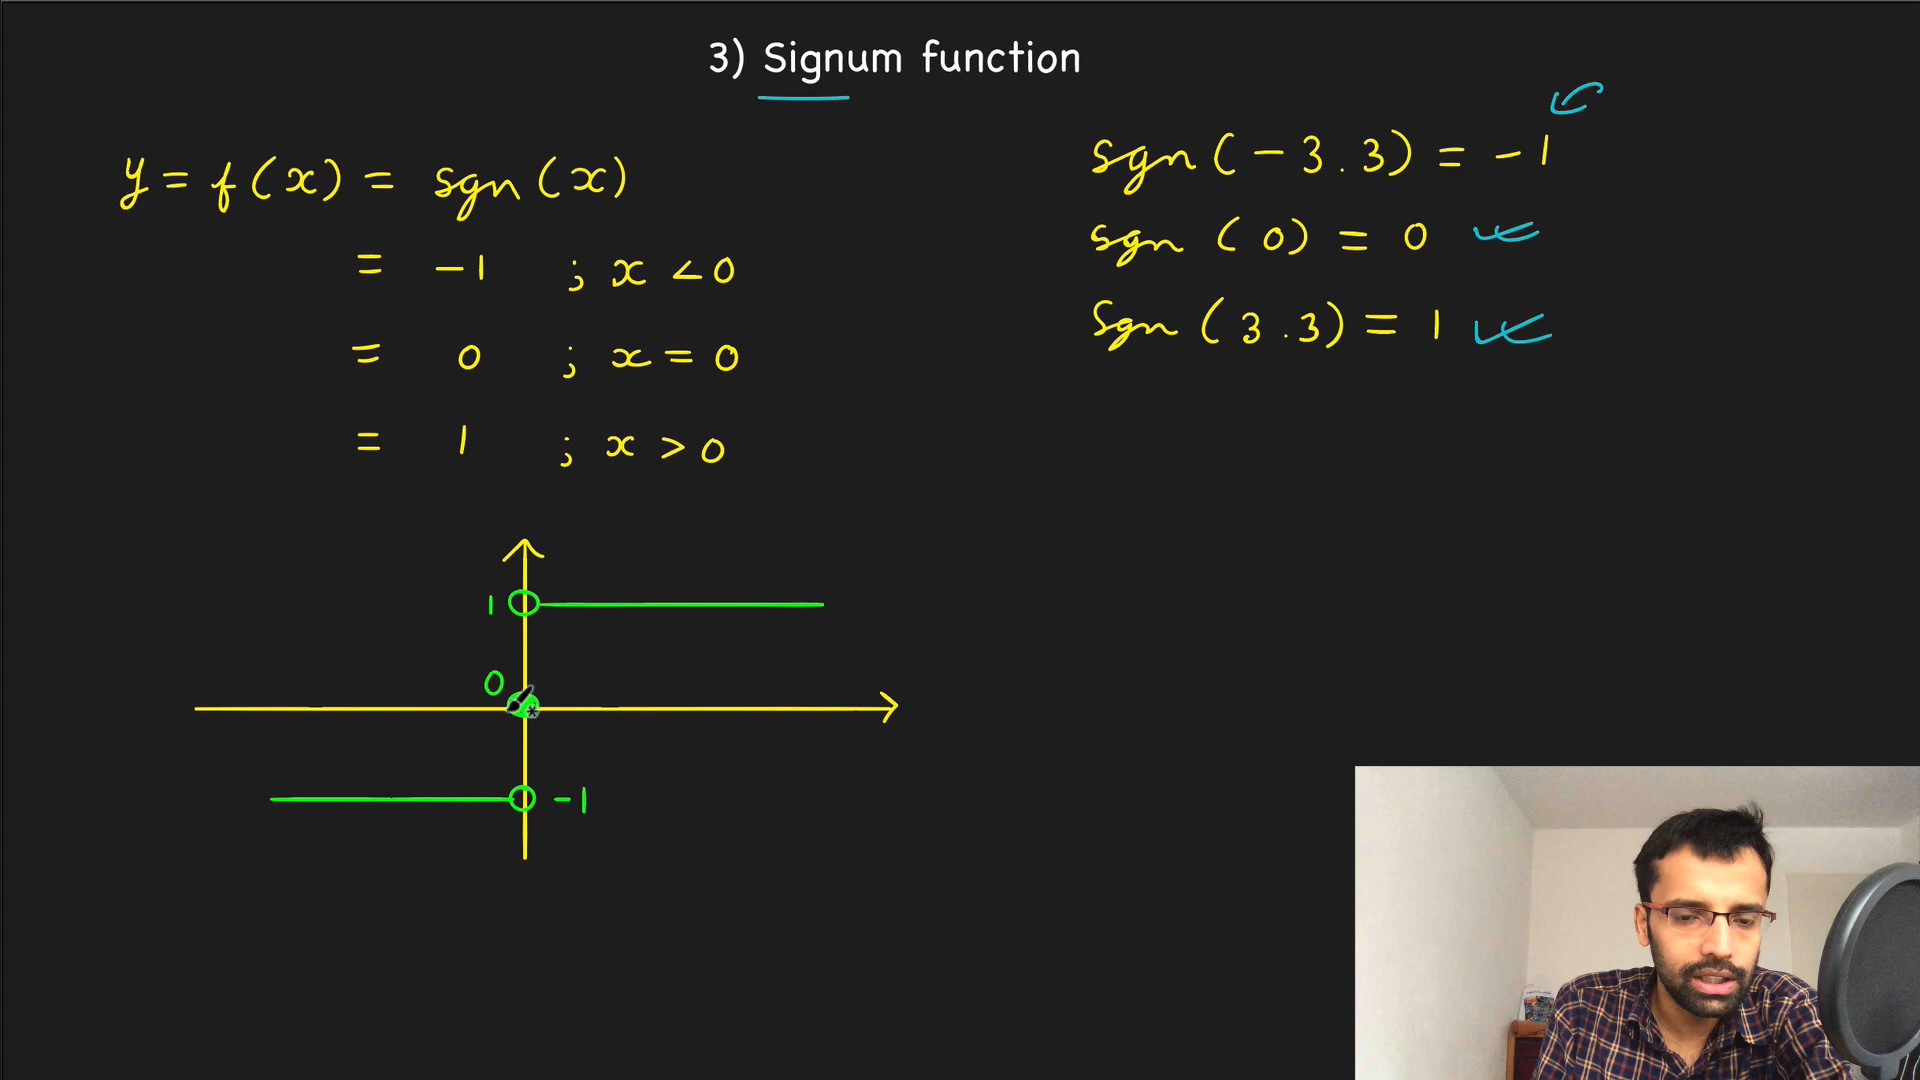 3) Signum function
y = f(x) = sgn(x)
= -1 ; x < 0
= 0 ; x = 0
= 1 ; x > 0
sgn(-3.3) = -1
sgn(0) = 0
Sgn(3.3) = 1
1
0
-1